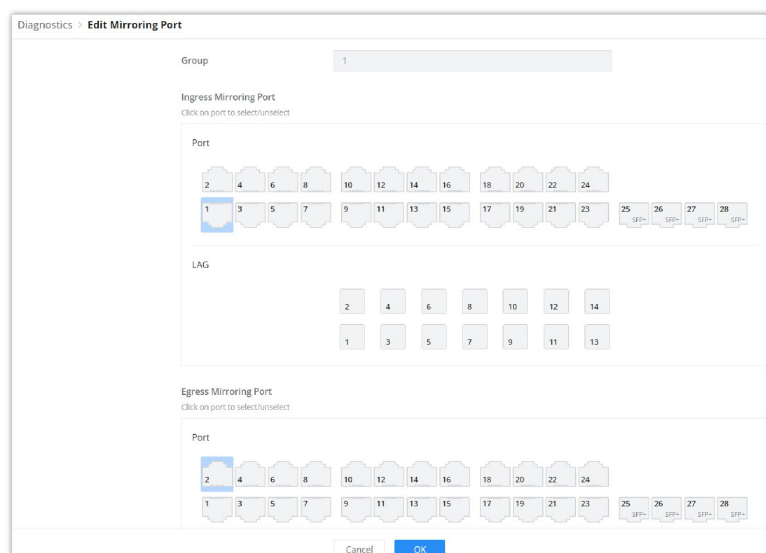 Diagnostics > Edit Mirroring Port
Group 1
Ingress Mirroring Port
Click on port to select/unselect
Port
2 4 6 8 10 12 14 16 18 20 22 24
1 3 5 7 9 11 13 15 17 19 21 23 25 26 27 28
SFP+ SFP+ SFP+ SFP+
LAG
2 4 6 8 10 12 14
1 3 5 7 9 11 13
Egress Mirroring Port
Click on port to select/unselect
Port
2 4 6 8 10 12 14 16 18 20 22 24
1 3 5 7 9 11 13 15 17 19 21 23 25 26 27 28
SFP+ SFP+ SFP+ SFP+
Cancel OK